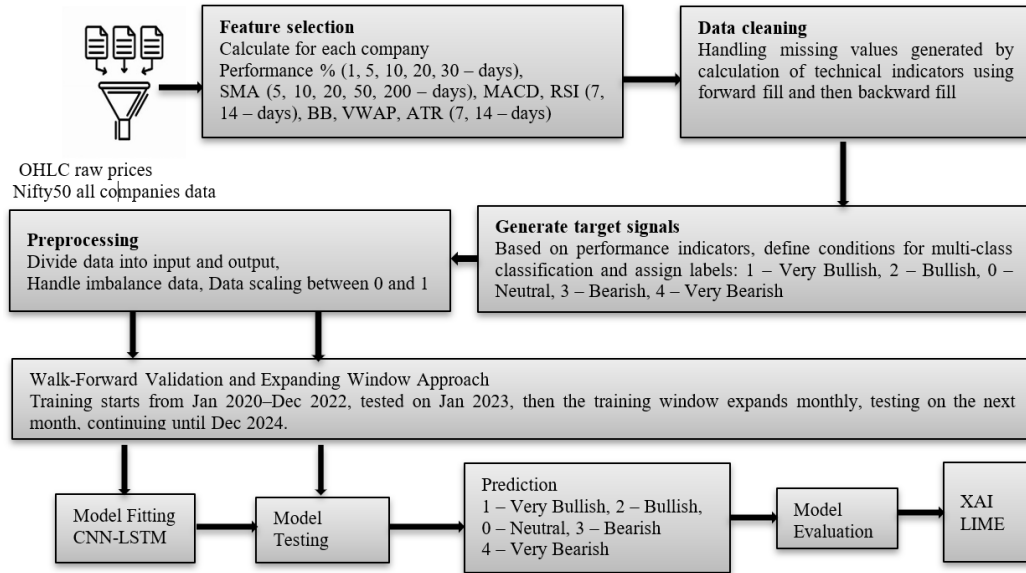 Feature selection
Calculate for each company
Performance % (1, 5, 10, 20, 30 – days),
SMA (5, 10, 20, 50, 200 – days), MACD, RSI (7,
14 – days), BB, VWAP, ATR (7, 14 – days)
Data cleaning
Handling missing values generated by
calculation of technical indicators using
forward fill and then backward fill
OHLC raw prices
Nifty50 all companies data
Generate target signals
Based on performance indicators, define conditions for multi-class
classification and assign labels: 1 – Very Bullish, 2 – Bullish, 0 –
Neutral, 3 – Bearish, 4 – Very Bearish
Preprocessing
Divide data into input and output,
Handle imbalance data, Data scaling between 0 and 1
Walk-Forward Validation and Expanding Window Approach
Training starts from Jan 2020–Dec 2022, tested on Jan 2023, then the training window expands monthly, testing on the next
month, continuing until Dec 2024.
Model Fitting
CNN-LSTM
Model
Testing
Prediction
1 – Very Bullish, 2 – Bullish,
0 – Neutral, 3 – Bearish
4 – Very Bearish
Model
Evaluation
XAI
LIME